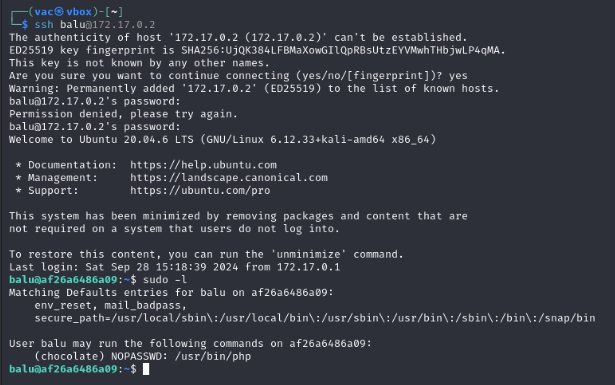 ┌──(vac㉿vbox)-[~]
└─$ ssh balu@172.17.0.2
The authenticity of host '172.17.0.2 (172.17.0.2)' can't be established.
ED25519 key fingerprint is SHA256:UjQK384LFBMaXowGIlQpRBsUtzEYVMwhTHbjwLP4qMA.
This key is not known by any other names.
Are you sure you want to continue connecting (yes/no/[fingerprint])? yes
Warning: Permanently added '172.17.0.2' (ED25519) to the list of known hosts.
balu@172.17.0.2's password:
Permission denied, please try again.
balu@172.17.0.2's password:
Welcome to Ubuntu 20.04.6 LTS (GNU/Linux 6.12.33+kali-amd64 x86_64)
* Documentation: https://help.ubuntu.com
* Management: https://landscape.canonical.com
* Support: https://ubuntu.com/pro
This system has been minimized by removing packages and content that are
not required on a system that users do not log into.
To restore this content, you can run the 'unminimize' command.
Last login: Sat Sep 28 15:18:39 2024 from 172.17.0.1
balu@af26a6486a09:~$ sudo -l
Matching Defaults entries for balu on af26a6486a09:
env_reset, mail_badpass,
secure_path=/usr/local/sbin\:/usr/local/bin\:/usr/sbin\:/usr/bin\:/sbin\:/bin\:/snap/bin
User balu may run the following commands on af26a6486a09:
(chocolate) NOPASSWD: /usr/bin/php
balu@af26a6486a09:~$